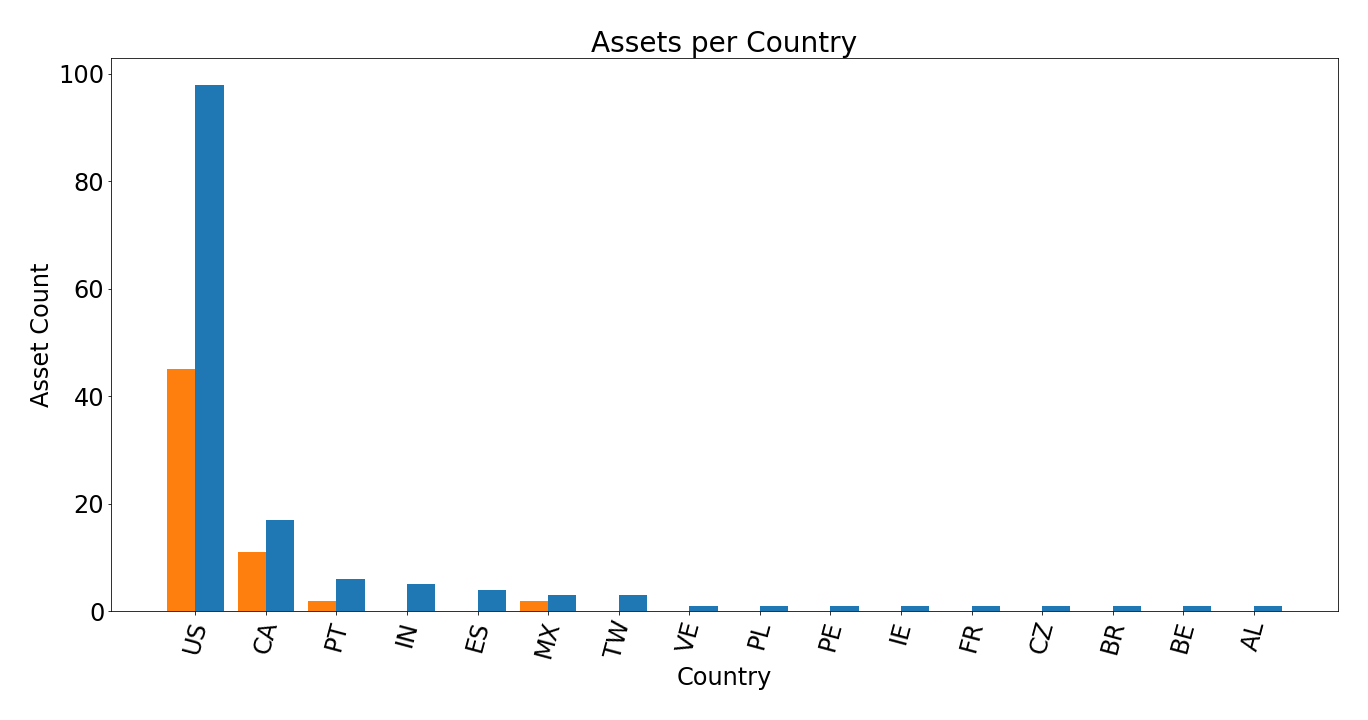 Assets per Country
Asset Count
100
80
60
40
20
0
US CA PT IN ES MX TW VE PL PE IE FR CZ BR BE AL
Country